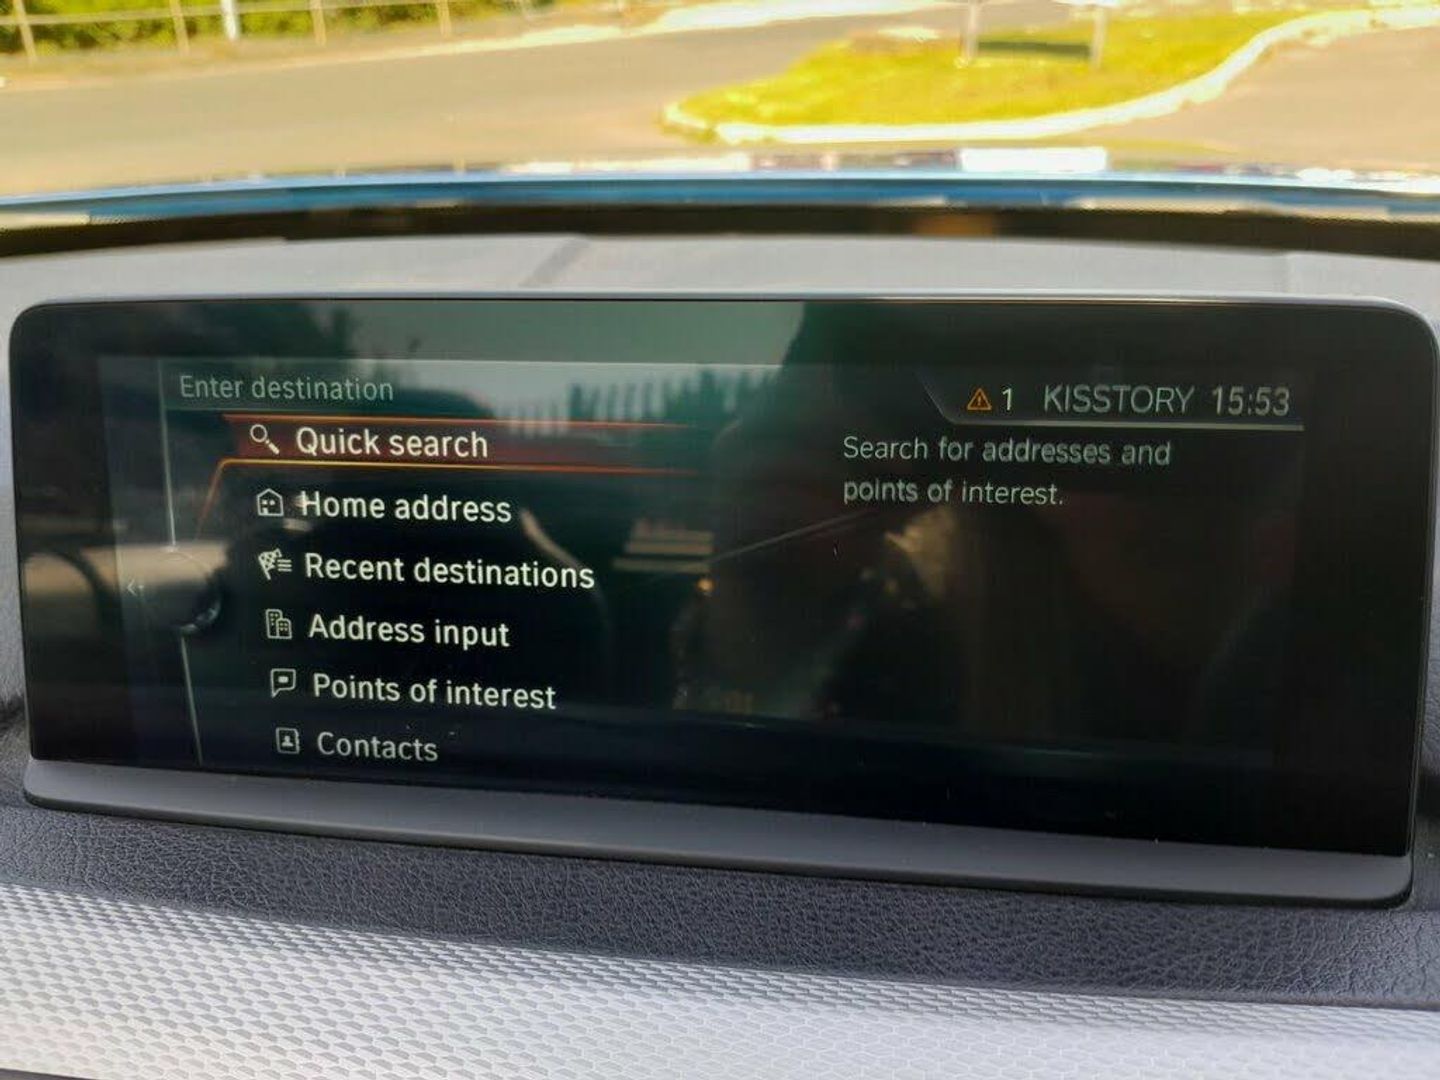 Enter destination
1 KISSTORY 15:53
Quick search
Home address
Recent destinations
Address input
Points of interest
Contacts
Search for addresses and
points of interest.